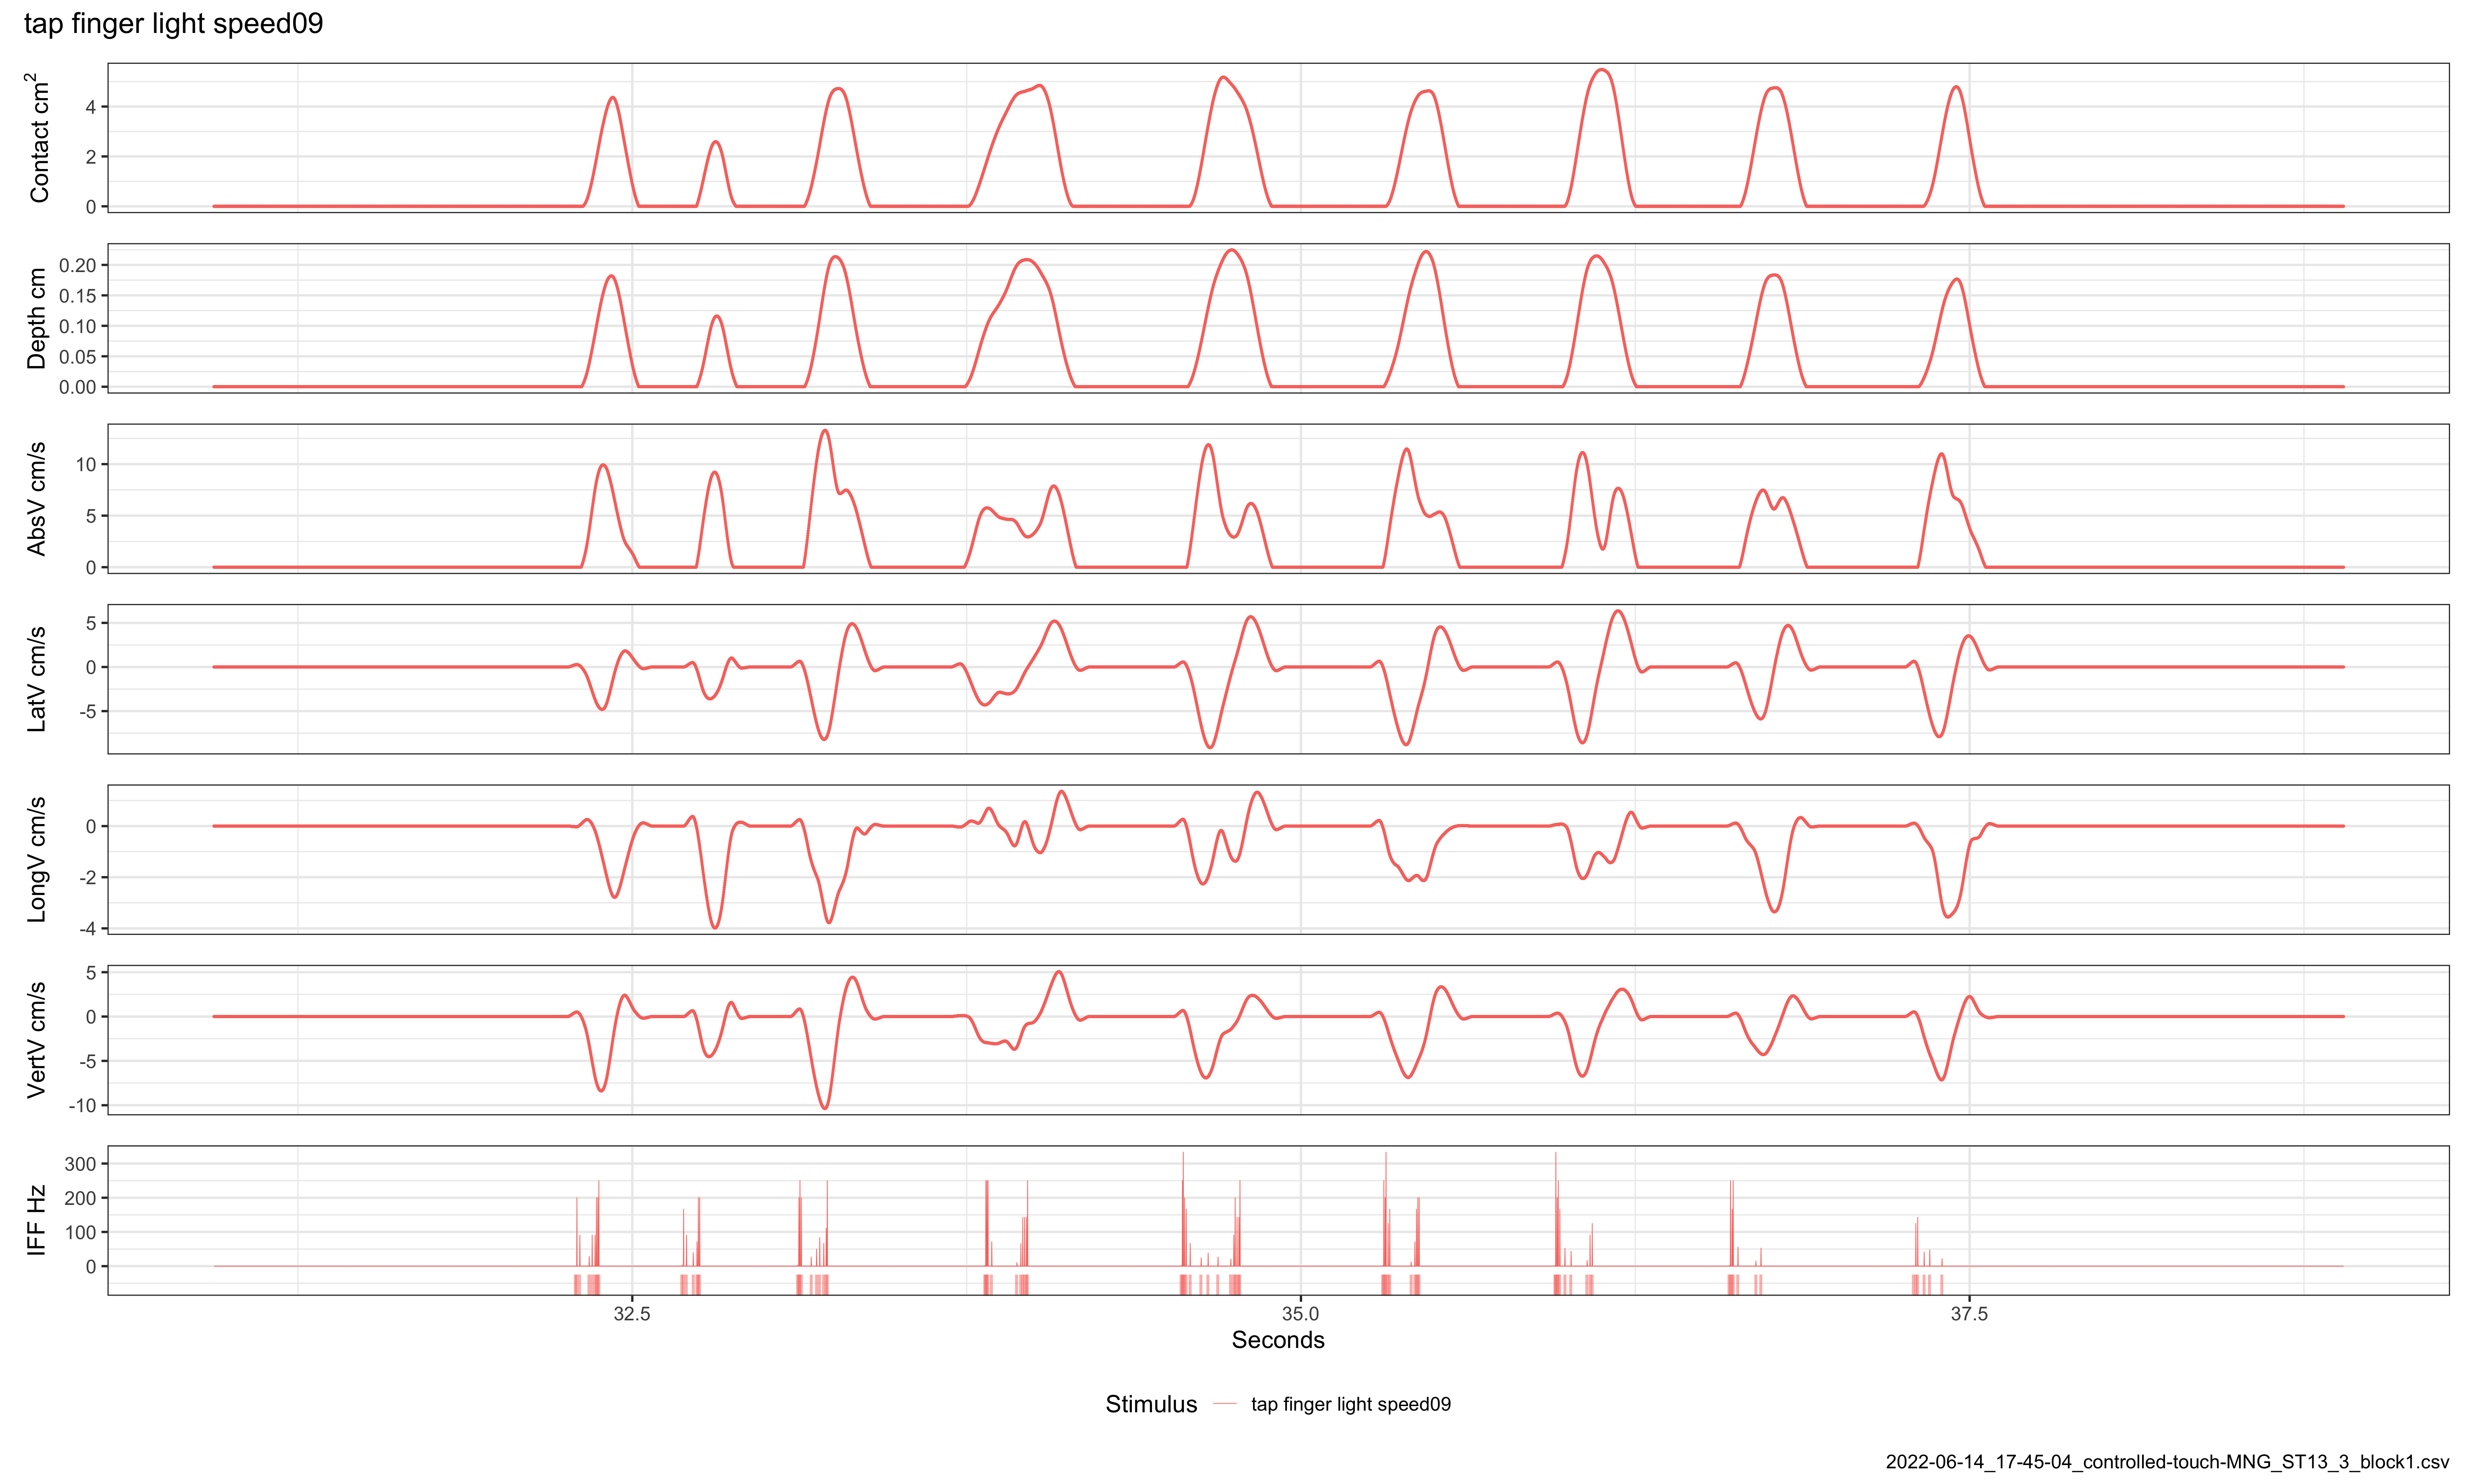 tap finger light speed09
Contact cm²
4
2
0
Depth cm
0.20
0.15
0.10
0.05
0.00
AbsV cm/s
10
5
0
LatV cm/s
5
0
-5
LongV cm/s
0
-2
-4
VertV cm/s
5
0
-5
-10
IFF Hz
300
200
100
0
32.5 35.0 37.5
Seconds
Stimulus tap finger light speed09
2022-06-14_17-45-04_controlled-touch-MNG_ST13_3_block1.csv